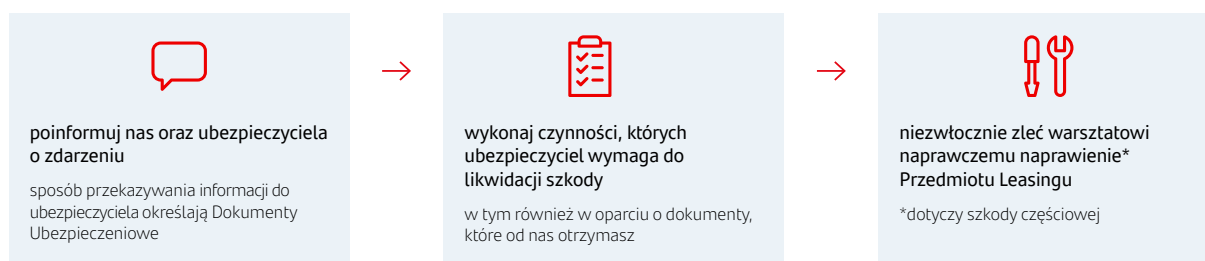 poinformuj nas oraz ubezpieczyciela
o zdarzeniu
sposób przekazywania informacji do
ubezpieczyciela określają Dokumenty
Ubezpieczeniowe
wykonaj czynności, których
ubezpieczyciel wymaga do
likwidacji szkody
w tym również w oparciu o dokumenty,
które od nas otrzymasz
niezwłocznie zleć warsztatowi
naprawczemu naprawienie*
Przedmiotu Leasingu
*dotyczy szkody częściowej